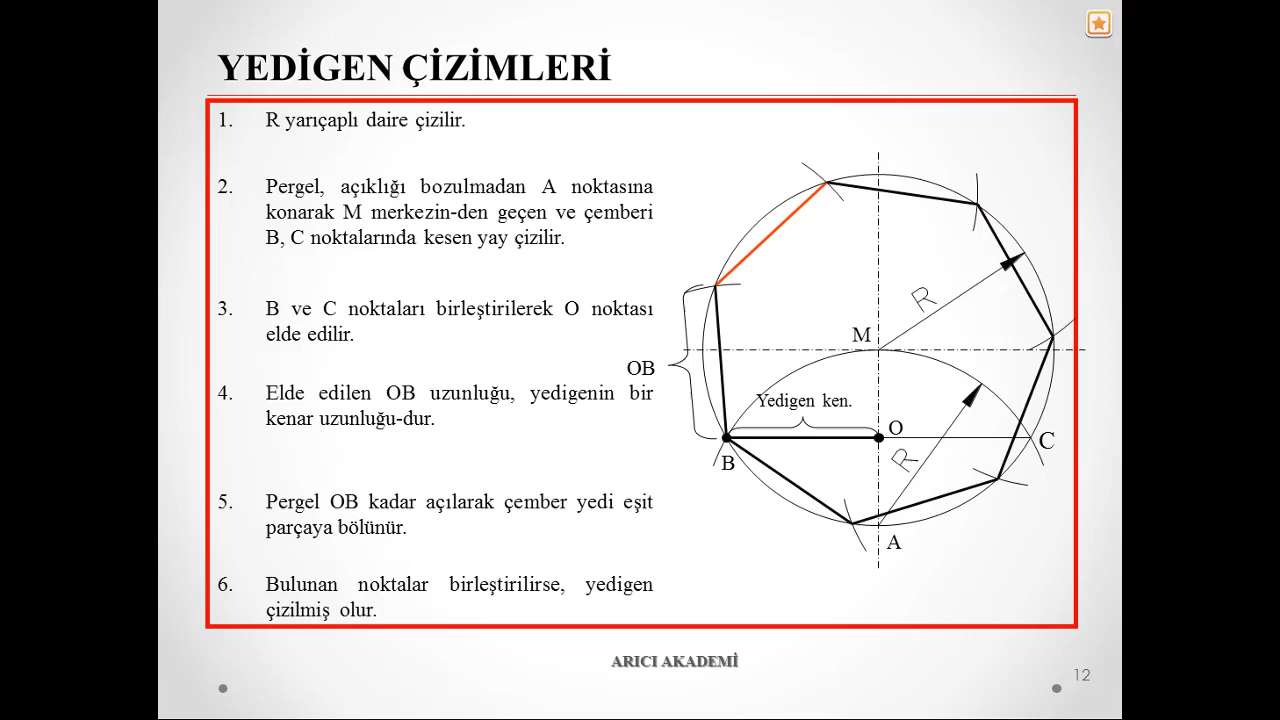 YEDİGEN ÇİZİMLERİ
1. R yarıçaplı daire çizilir.
2. Pergel, açıklığı bozulmadan A noktasına
konarak M merkezin-den geçen ve çemberi
B, C noktalarında kesen yay çizilir.
3. B ve C noktaları birleştirilerek O noktası
elde edilir.
4. Elde edilen OB uzunluğu, yedigenin bir
kenar uzunluğu-dur.
5. Pergel OB kadar açılarak çember yedi eşit
parçaya bölünür.
6. Bulunan noktalar birleştirilirse, yedigen
çizilmiş olur.
R
M
OB
Yedigen ken.
O
C
B
R
A
ARICI AKADEMİ
12